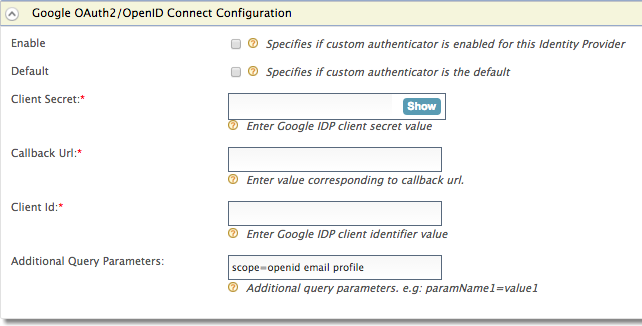 Google OAuth2/OpenID Connect Configuration
Enable ? Specifies if custom authenticator is enabled for this Identity Provider
Default ? Specifies if custom authenticator is the default
Client Secret:* Show
? Enter Google IDP client secret value
Callback Url:*
? Enter value corresponding to callback url.
Client Id:*
? Enter Google IDP client identifier value
Additional Query Parameters: scope=openid email profile
? Additional query parameters. e.g: paramName1=value1